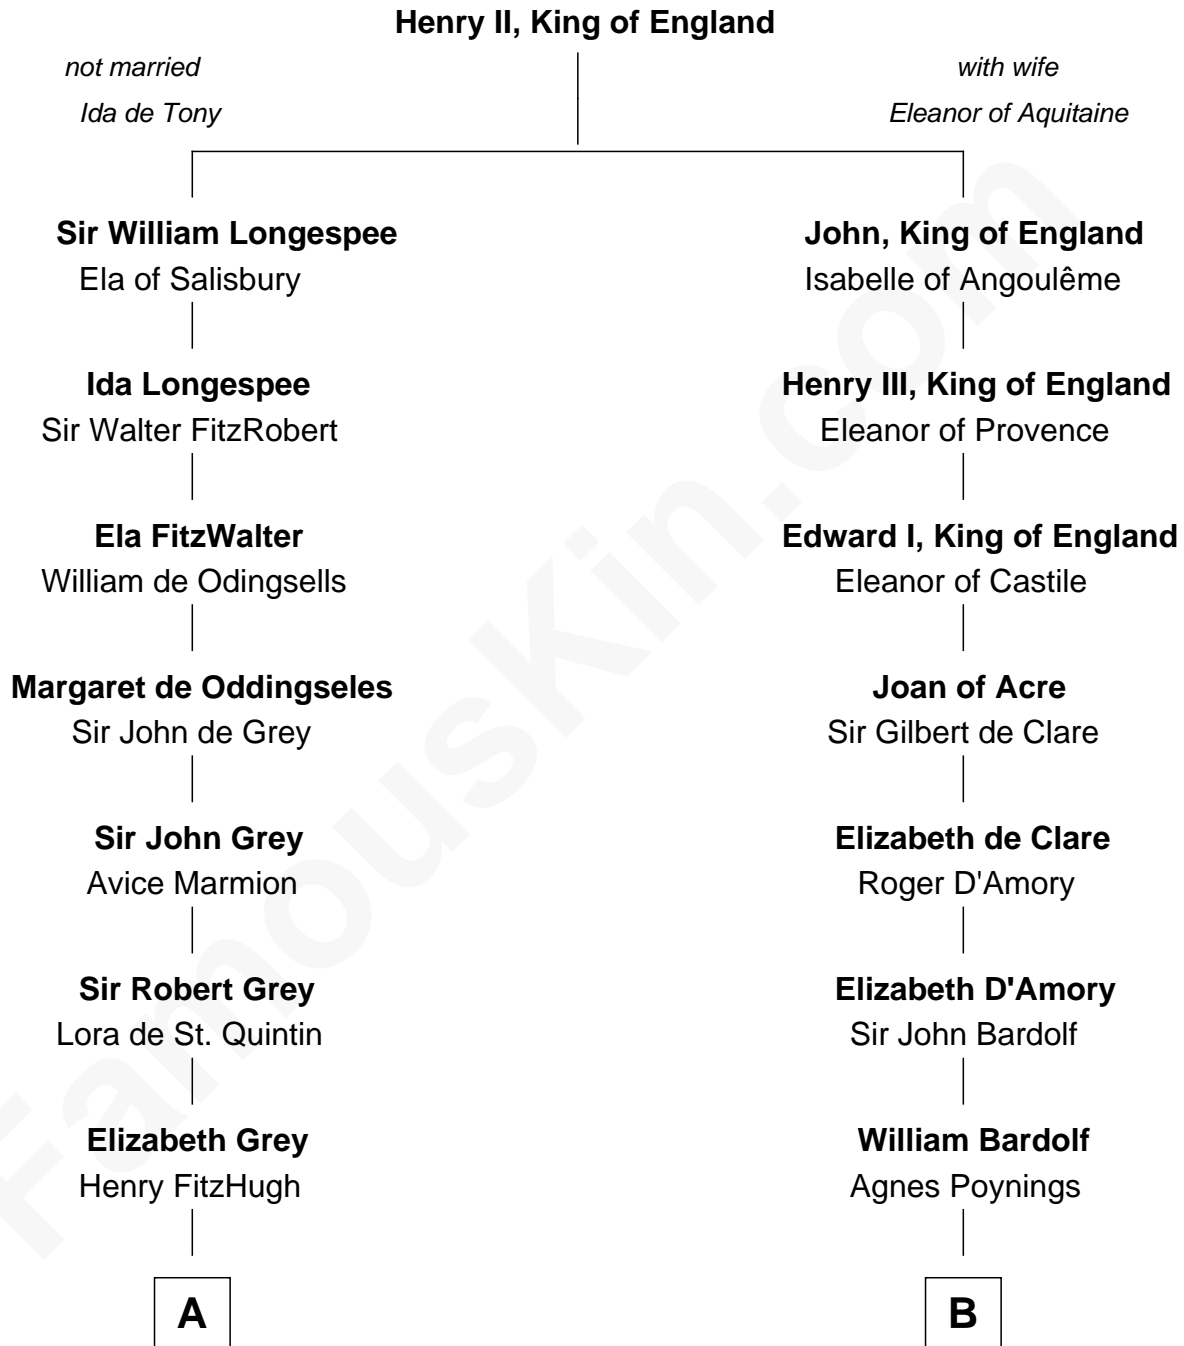 Henry II, King of England
not married
with wife
Ida de Tony
Eleanor of Aquitaine
Sir William Longespee
Ela of Salisbury
John, King of England
Isabelle of Angoulême
Ida Longespee
Sir Walter FitzRobert
Henry III, King of England
Eleanor of Provence
Ela FitzWalter
William de Odingsells
Edward I, King of England
Eleanor of Castile
Margaret de Oddingseles
Sir John de Grey
Joan of Acre
Sir Gilbert de Clare
Sir John Grey
Avice Marmion
Elizabeth de Clare
Roger D'Amory
Sir Robert Grey
Lora de St. Quintin
Elizabeth D'Amory
Sir John Bardolf
Elizabeth Grey
Henry FitzHugh
William Bardolf
Agnes Poynings
A
B
FamousKin.com